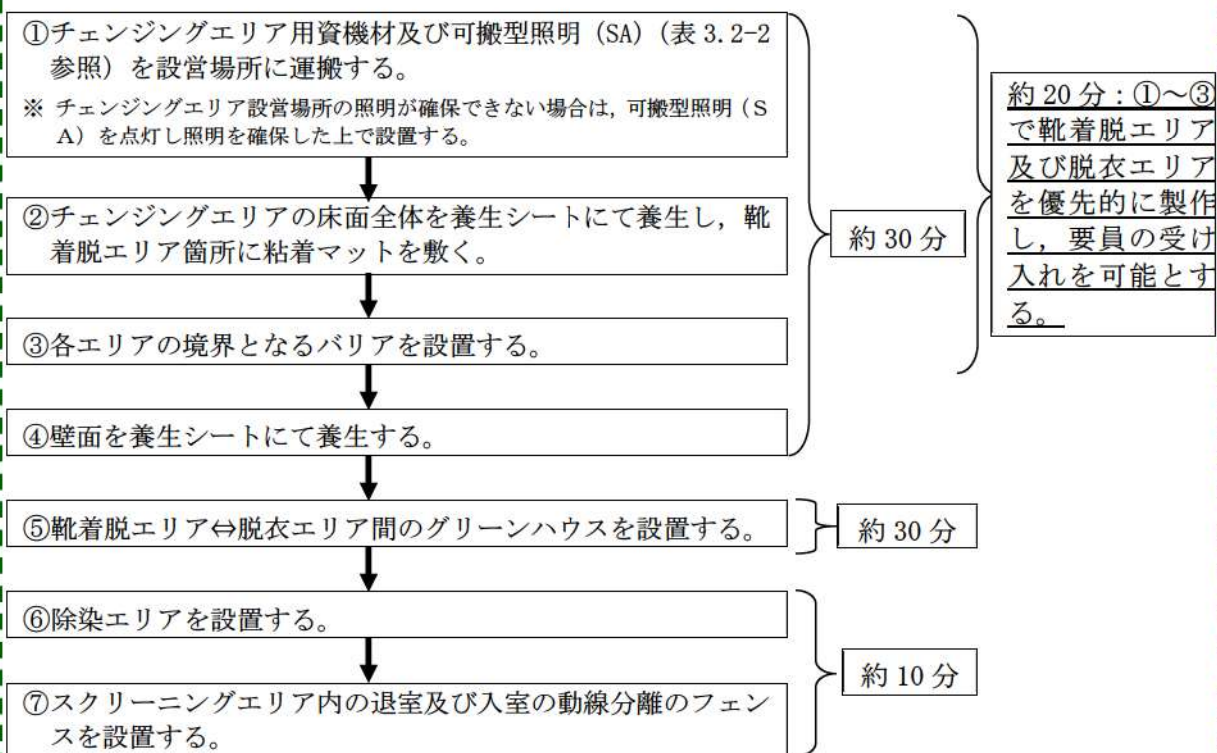 ①チェンジングエリア用資機材及び可搬型照明（SA）（表 3.2-2
参照）を設営場所に運搬する。
※ チェンジングエリア設営場所の照明が確保できない場合は，可搬型照明（Ｓ
Ａ）を点灯し照明を確保した上で設置する。
②チェンジングエリアの床面全体を養生シートにて養生し，靴
着脱エリア箇所に粘着マットを敷く。
③各エリアの境界となるバリアを設置する。
④壁面を養生シートにて養生する。
約 30 分
約 20 分：①～③
で靴着脱エリア
及び脱衣エリア
を優先的に製作
し，要員の受け
入れを可能とす
る。
⑤靴着脱エリア⇔脱衣エリア間のグリーンハウスを設置する。
約 30 分
⑥除染エリアを設置する。
⑦スクリーニングエリア内の退室及び入室の動線分離のフェン
スを設置する。
約 10 分